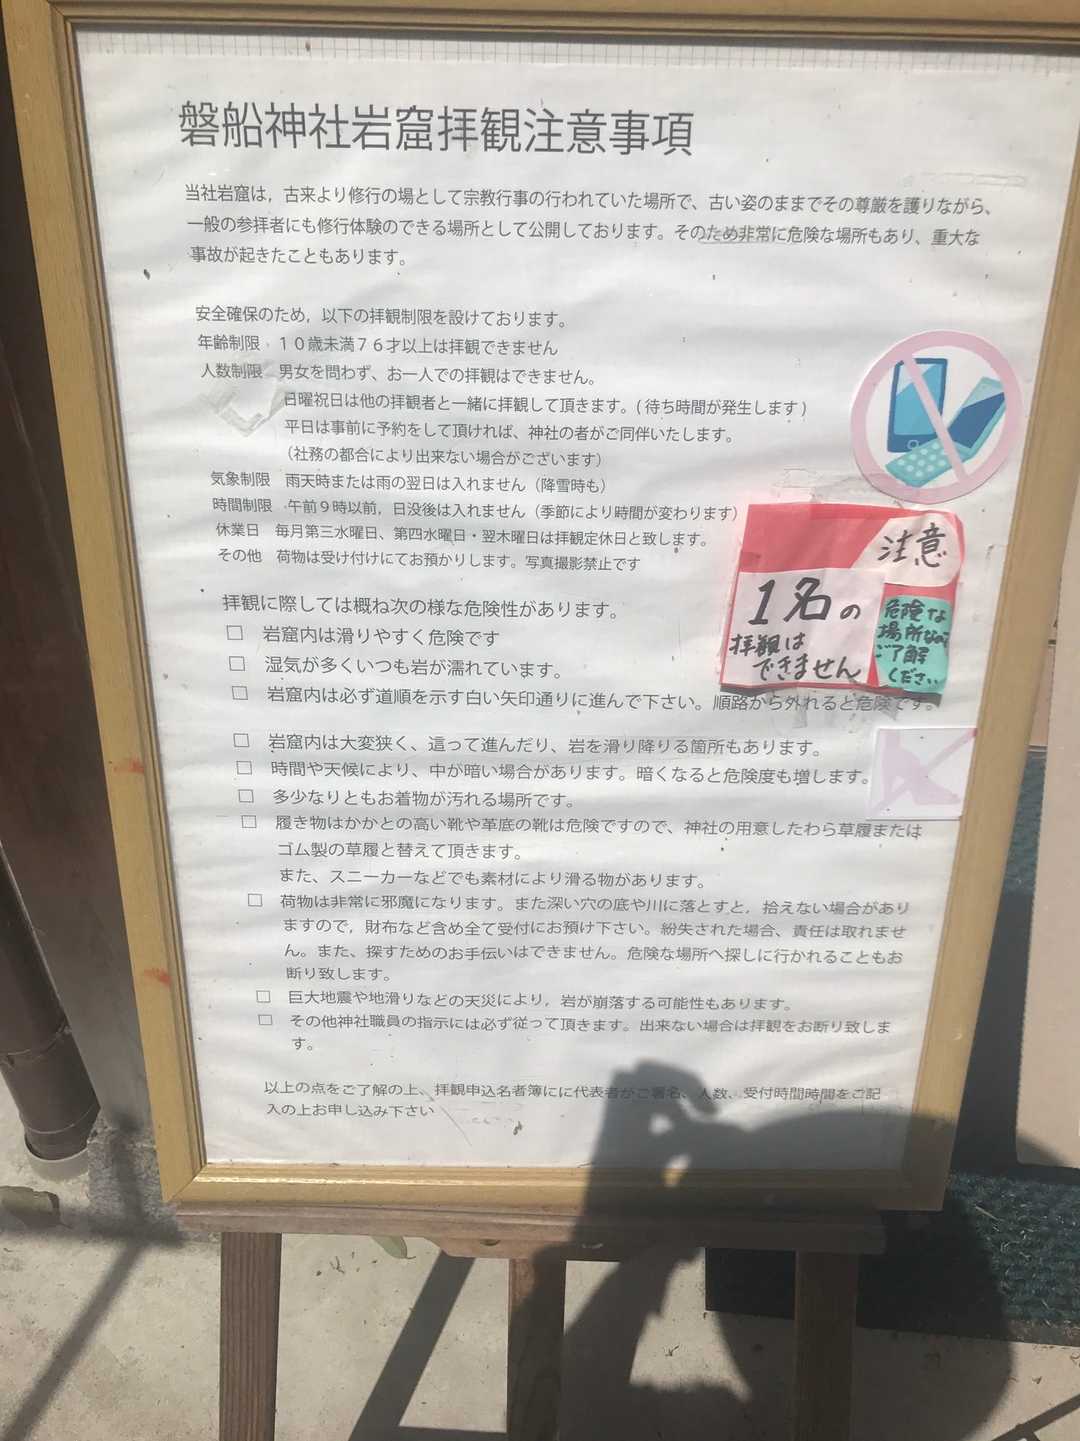 磐船神社岩窟拝観注意事項
当社岩窟は，古来より修行の場として宗教行事の行われていた場所で、古い姿のままでその尊厳を護りながら、
一般の参拝者にも修行体験のできる場所として公開しております。そのため非常に危険な場所もあり、重大な
事故が起きたこともあります。
安全確保のため，以下の拝観制限を設けております。
年齢制限　１０歳未満７６才以上は拝観できません
人数制限　男女を問わず、お一人での拝観はできません。
日曜祝日は他の拝観者と一緒に拝観して頂きます。( 待ち時間が発生します )
平日は事前に予約をして頂ければ、神社の者がご同伴いたします。
（社務の都合により出来ない場合がございます）
気象制限　雨天時または雨の翌日は入れません（降雪時も）
時間制限　午前９時以前，日没後は入れません（季節により時間が変わります）
休業日　毎月第三水曜日、第四水曜日・翌木曜日は拝観定休日と致します。
その他　荷物は受け付けにてお預かりします。写真撮影禁止です
注意
1名の
拝観は
できません
危険な
場所なので
ご了解
ください
拝観に際しては概ね次の様な危険性があります。
□　岩窟内は滑りやすく危険です
□　湿気が多くいつも岩が濡れています。
□　岩窟内は必ず道順を示す白い矢印通りに進んで下さい。順路から外れると危険です。
□　岩窟内は大変狭く、這って進んだり、岩を滑り降りる箇所もあります。
□　時間や天候により、中が暗い場合があります。暗くなると危険度も増します。
□　多少なりともお着物が汚れる場所です。
□　履き物はかかとの高い靴や革底の靴は危険ですので、神社の用意したわら草履または
ゴム製の草履と替えて頂きます。
また、スニーカーなどでも素材により滑る物があります。
□　荷物は非常に邪魔になります。また深い穴の底や川に落とすと，拾えない場合があり
ますので，財布など含め全て受付にお預け下さい。紛失された場合、責任は取れませ
ん。また、探すためのお手伝いはできません。危険な場所へ探しに行かれることもお
断り致します。
□　巨大地震や地滑りなどの天災により，岩が崩落する可能性もあります。
□　その他神社職員の指示には必ず従って頂きます。出来ない場合は拝観をお断り致しま
す。
以上の点をご了解の上、拝観申込名者簿にに代表者がご署名、人数、受付時間時間をご記
入の上お申し込み下さい